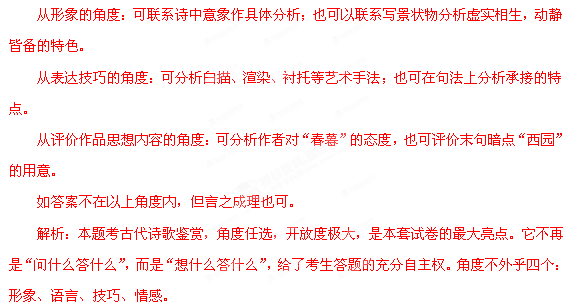 从形象的角度：可联系诗中意象作具体分析；也可以联系写景状物分析虚实相生，动静
皆备的特色。
从表达技巧的角度：可分析白描、渲染、衬托等艺术手法；也可在句法上分析承接的特
点。
从评价作品思想内容的角度：可分析作者对“春暮”的态度，也可评价末句暗点“西园”
的用意。
如答案不在以上角度内，但言之成理也可。
解析：本题考古代诗歌鉴赏，角度任选，开放度极大，是本套试卷的最大亮点。它不再
是“问什么答什么”，而是“想什么答什么”，给了考生答题的充分自主权。角度不外乎四个：
形象、语言、技巧、情感。